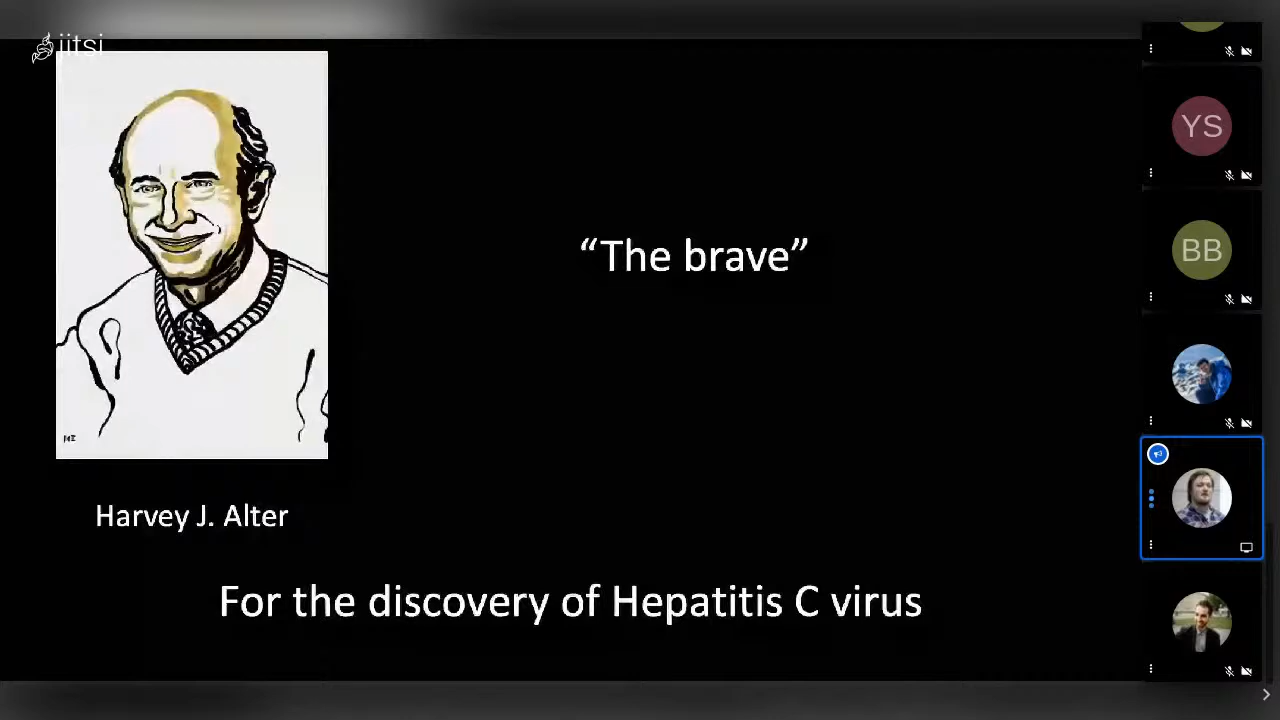 jitsi
“The brave”
Harvey J. Alter
For the discovery of Hepatitis C virus
YS
BB